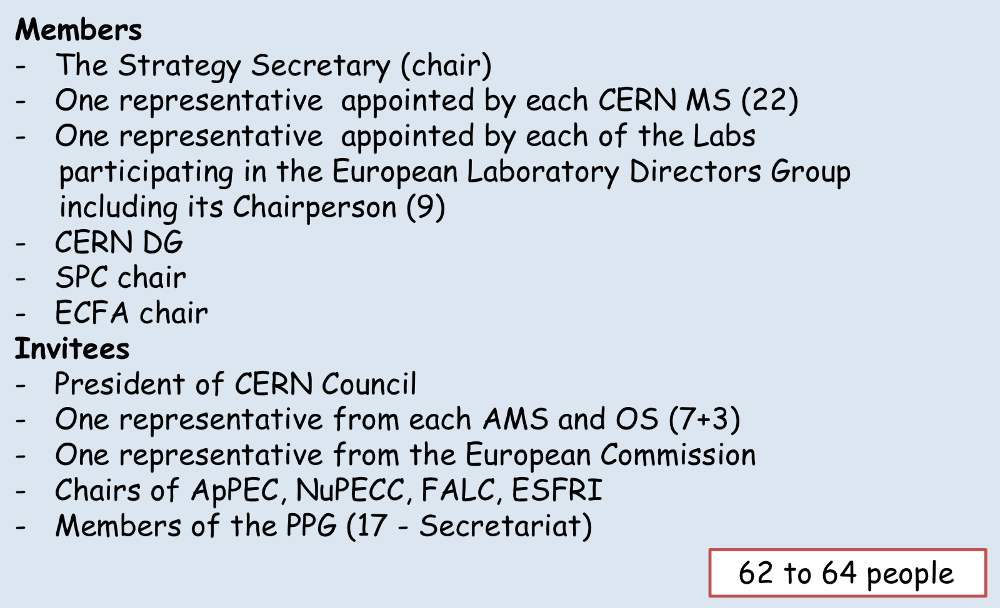 Members
- The Strategy Secretary (chair)
- One representative  appointed by each CERN MS (22)
- One representative  appointed by each of the Labs
participating in the European Laboratory Directors Group
including its Chairperson (9)
- CERN DG
- SPC chair
- ECFA chair
Invitees
- President of CERN Council
- One representative from each AMS and OS (7+3)
- One representative from the European Commission
- Chairs of ApPEC, NuPECC, FALC, ESFRI
- Members of the PPG (17 - Secretariat)
62 to 64 people